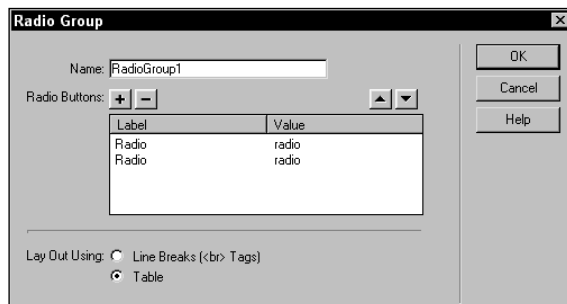 Radio Group
Name: RadioGroup1
OK
Radio Buttons: + −
Cancel
Label Value
Help
Radio radio
Radio radio
Lay Out Using: Line Breaks (<br> Tags)
Table